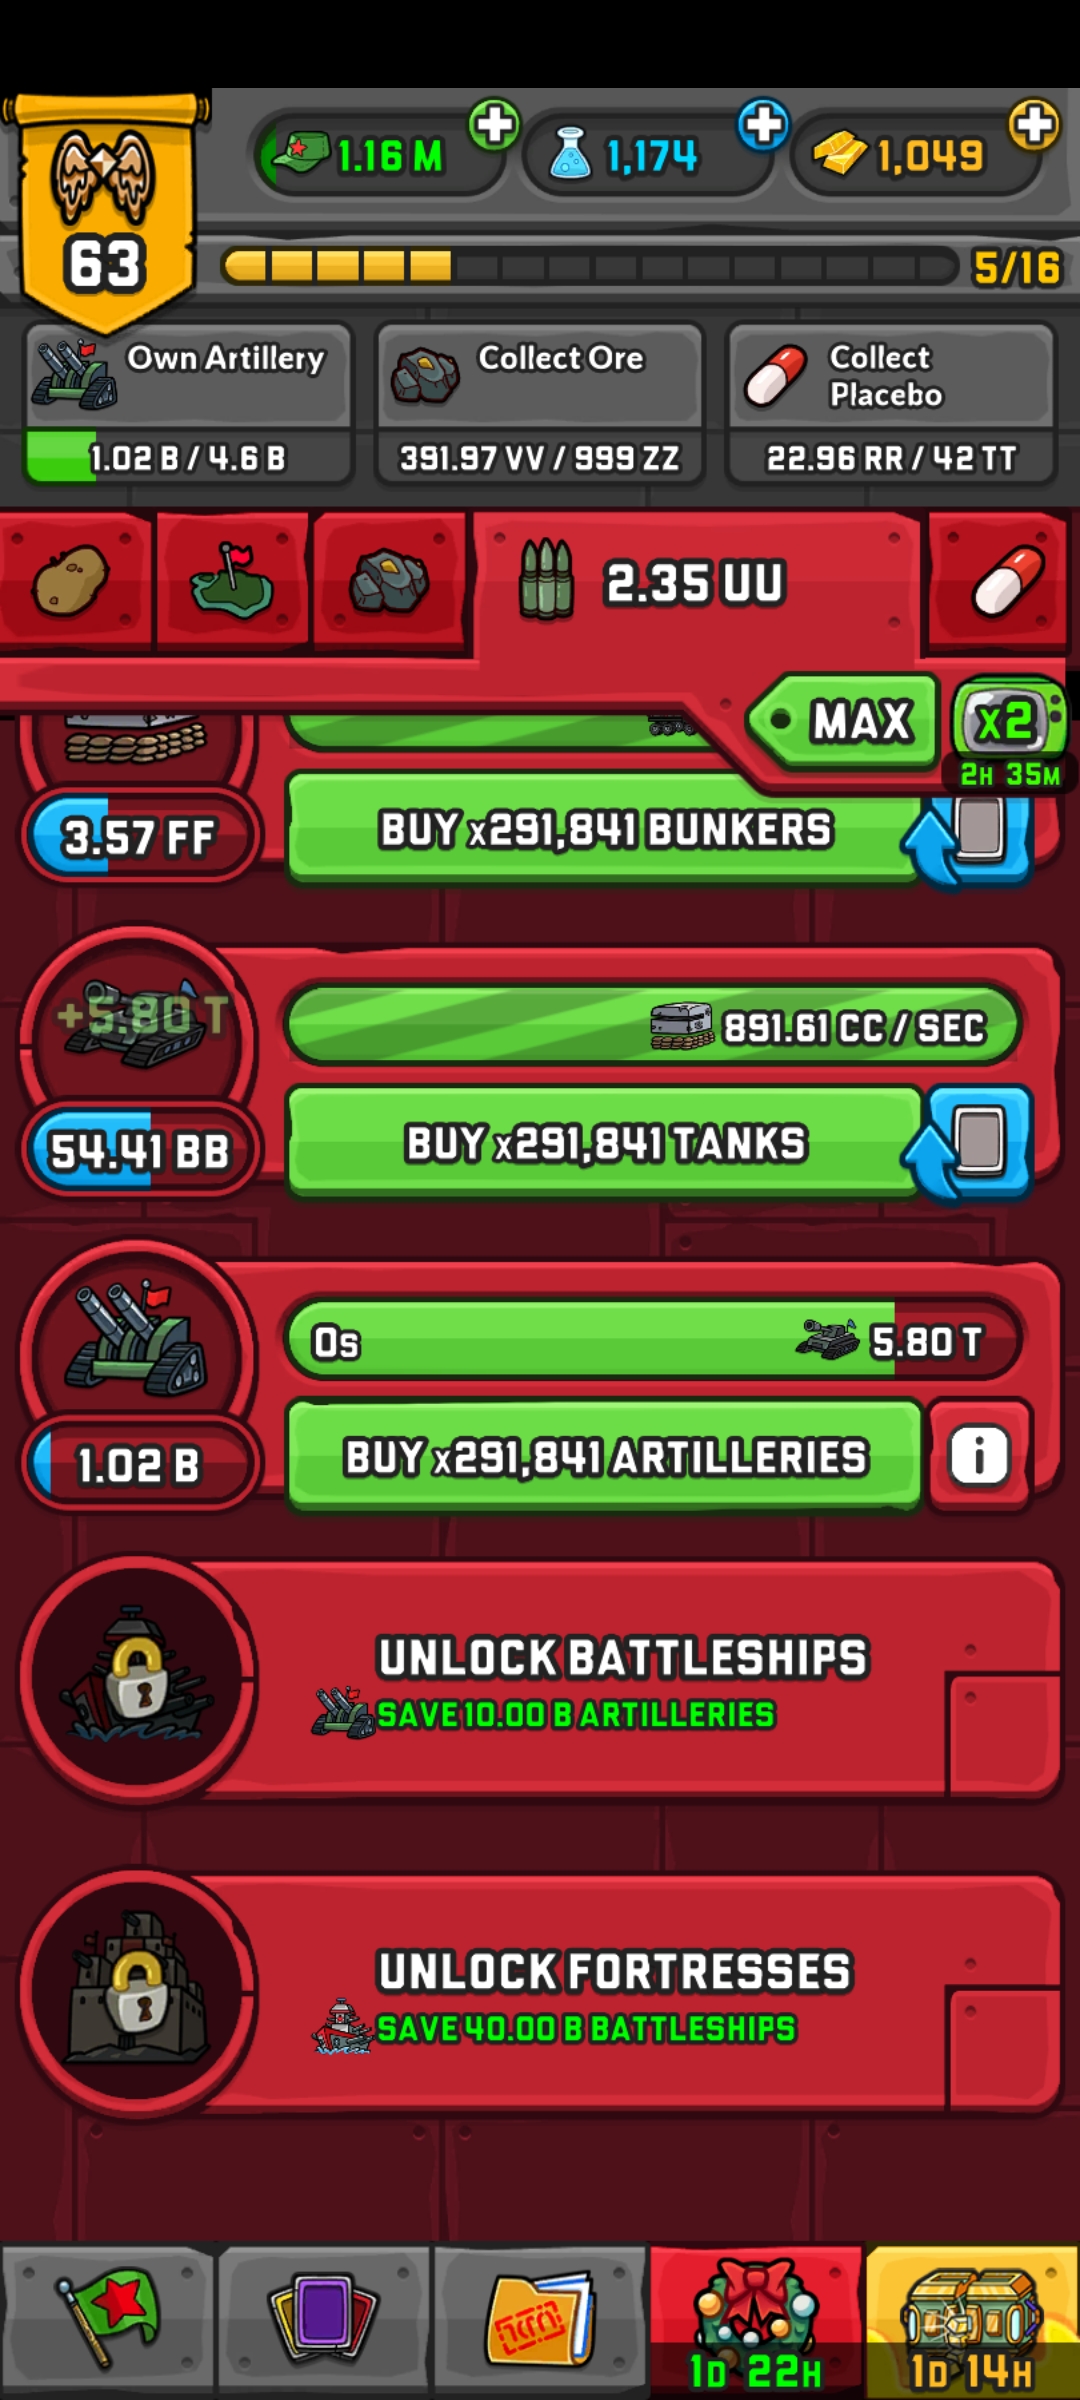 1.16 M
1,174
1,049
63
5/16
Own Artillery
1.02 B / 4.6 B
Collect Ore
391.97 VV / 999 ZZ
Collect
Placebo
22.96 RR / 42 TT
2.35 UU
MAX
x2
2H 35M
3.57 FF
BUY x291,841 BUNKERS
+5.80 T
891.61 CC / SEC
54.41 BB
BUY x291,841 TANKS
0s
5.80 T
1.02 B
BUY x291,841 ARTILLERIES
i
UNLOCK BATTLESHIPS
SAVE 10.00 B ARTILLERIES
UNLOCK FORTRESSES
SAVE 40.00 B BATTLESHIPS
1D 22H
1D 14H